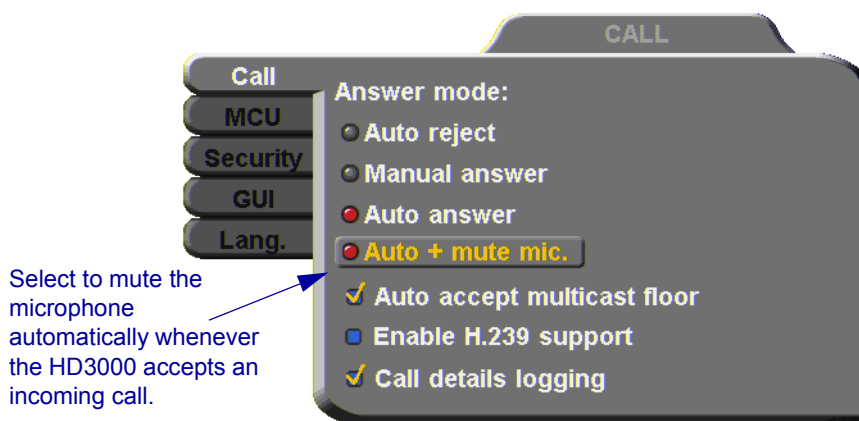 CALL
Call
MCU
Security
GUI
Lang.
Answer mode:
Auto reject
Manual answer
Auto answer
Auto + mute mic.
Auto accept multicast floor
Enable H.239 support
Call details logging
Select to mute the
microphone
automatically whenever
the HD3000 accepts an
incoming call.